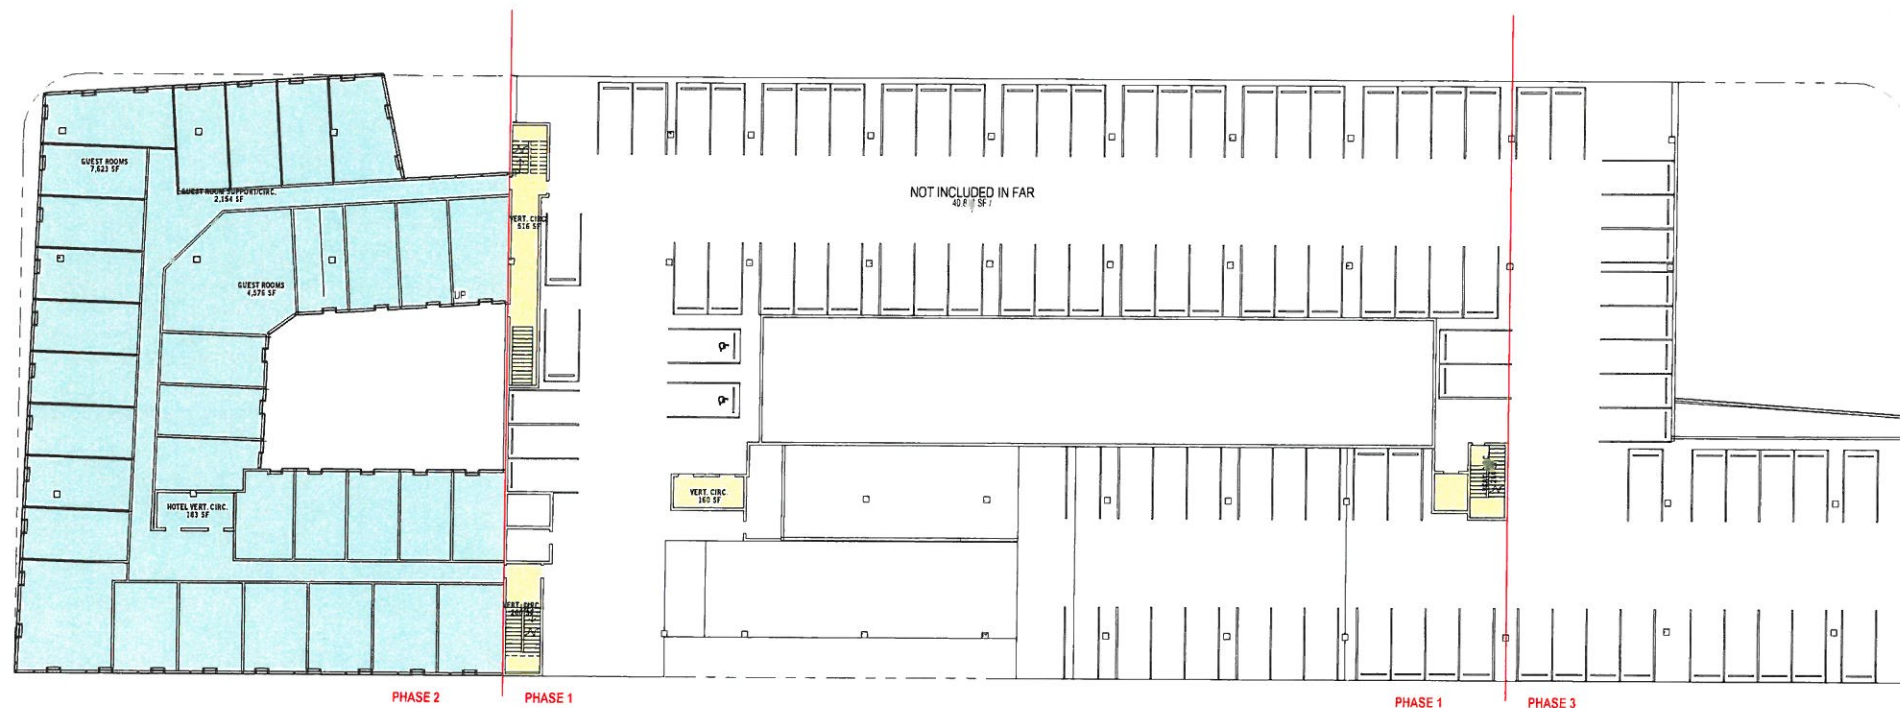 GUEST ROOMS
7,623 SF
GUEST ROOM SUPPORT/CIRC.
2,154 SF
VERT. CIRC.
516 SF
GUEST ROOMS
4,576 SF
UP
NOT INCLUDED IN FAR
SF
HOTEL VERT. CIRC.
183 SF
VERT. CIRC.
160 SF
VERT. CIRC.
PHASE 2
PHASE 1
PHASE 1
PHASE 3